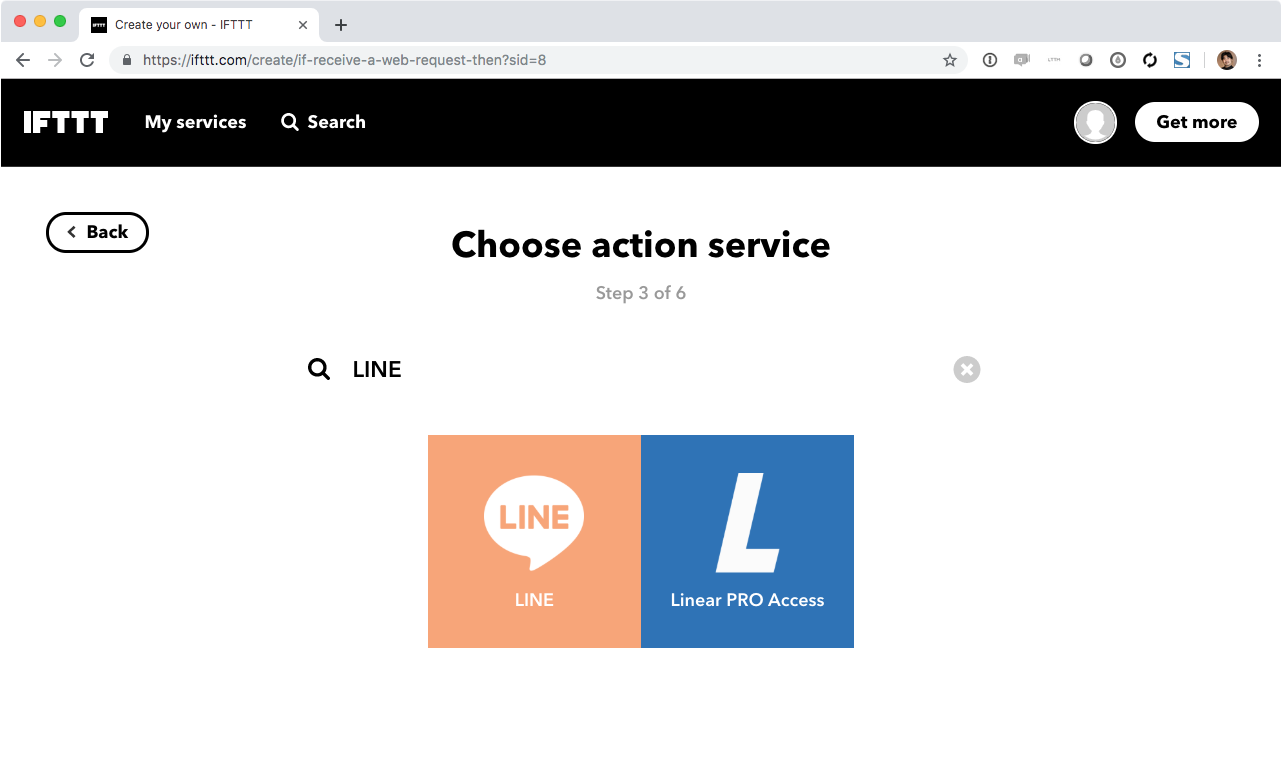 Create your own - IFTTT
https://ifttt.com/create/if-receive-a-web-request-then?sid=8
IFTTT My services Search Get more
Back
Choose action service
Step 3 of 6
LINE
LINE
LINE Linear PRO Access